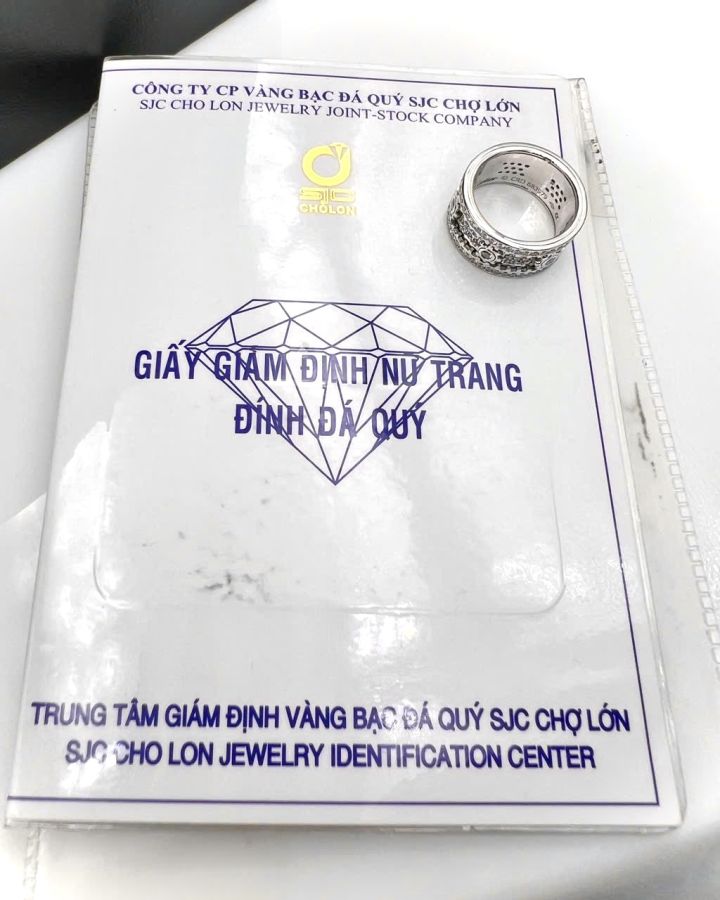 CÔNG TY CP VÀNG BẠC ĐÁ QUÝ SJC CHỢ LỚN
SJC CHO LON JEWELRY JOINT-STOCK COMPANY
SJC
CHOLON
GIẤY GIÁM ĐỊNH NỮ TRANG
ĐÍNH ĐÁ QUÝ
TRUNG TÂM GIÁM ĐỊNH VÀNG BẠC ĐÁ QUÝ SJC CHỢ LỚN
SJC CHO LON JEWELRY IDENTIFICATION CENTER